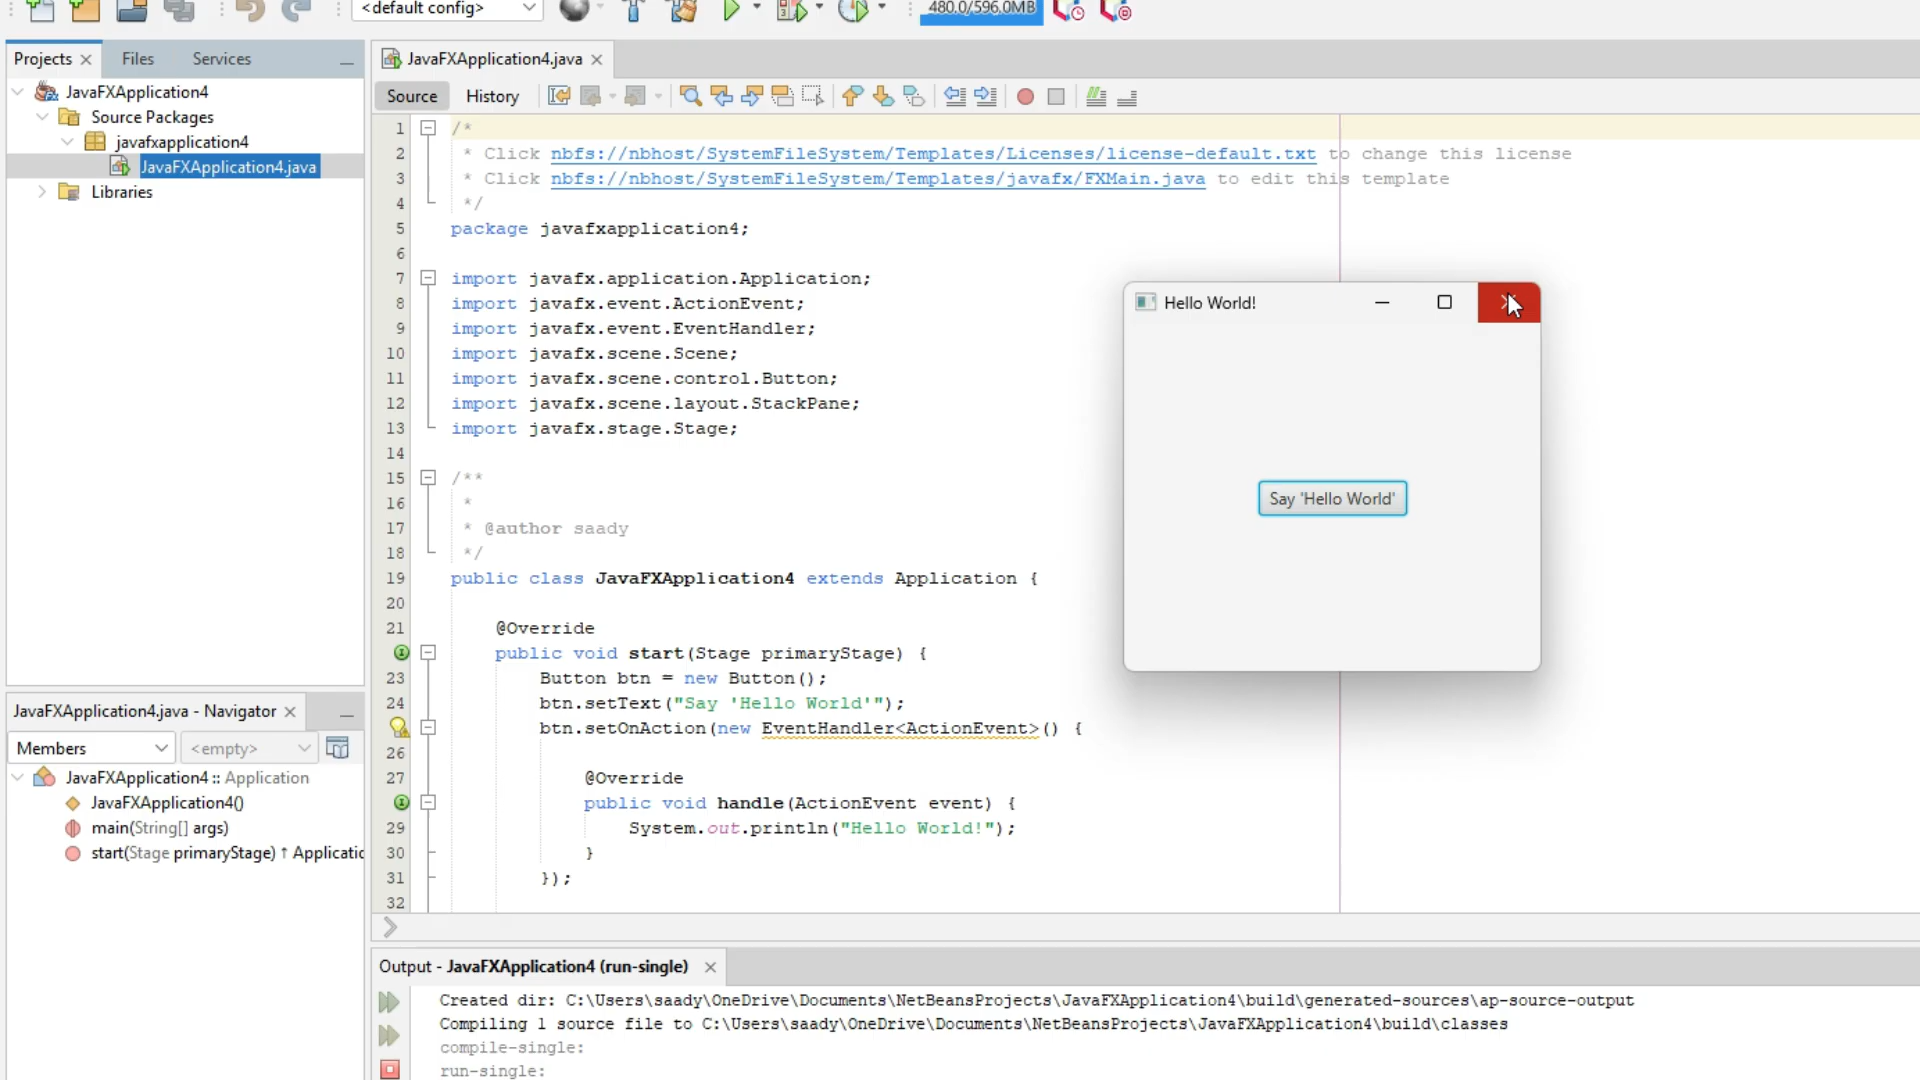 <default config>
480.0/596.0MB
Projects
Files
Services
JavaFXApplication4
Source Packages
javafxapplication4
JavaFXApplication4.java
Libraries
JavaFXApplication4.java
Source
History
1 /*
2 * Click nbfs://nbhost/SystemFileSystem/Templates/Licenses/license-default.txt to change this license
3 * Click nbfs://nbhost/SystemFileSystem/Templates/javafx/FXMain.java to edit this template
4 */
5 package javafxapplication4;
6
7 import javafx.application.Application;
8 import javafx.event.ActionEvent;
9 import javafx.event.EventHandler;
10 import javafx.scene.Scene;
11 import javafx.scene.control.Button;
12 import javafx.scene.layout.StackPane;
13 import javafx.stage.Stage;
14
15 /**
16 *
17 * @author saady
18 */
19 public class JavaFXApplication4 extends Application {
20
21 @Override
public void start(Stage primaryStage) {
23 Button btn = new Button();
24 btn.setText("Say 'Hello World'");
btn.setOnAction(new EventHandler<ActionEvent>() {
26
27 @Override
public void handle(ActionEvent event) {
29 System.out.println("Hello World!");
30 }
31 });
32
Hello World!
Say 'Hello World'
JavaFXApplication4.java - Navigator
Members
<empty>
JavaFXApplication4 :: Application
JavaFXApplication4()
main(String[] args)
start(Stage primaryStage) ↑ Applicatic
Output - JavaFXApplication4 (run-single)
Created dir: C:\Users\saady\OneDrive\Documents\NetBeansProjects\JavaFXApplication4\build\generated-sources\ap-source-output
Compiling 1 source file to C:\Users\saady\OneDrive\Documents\NetBeansProjects\JavaFXApplication4\build\classes
compile-single:
run-single: